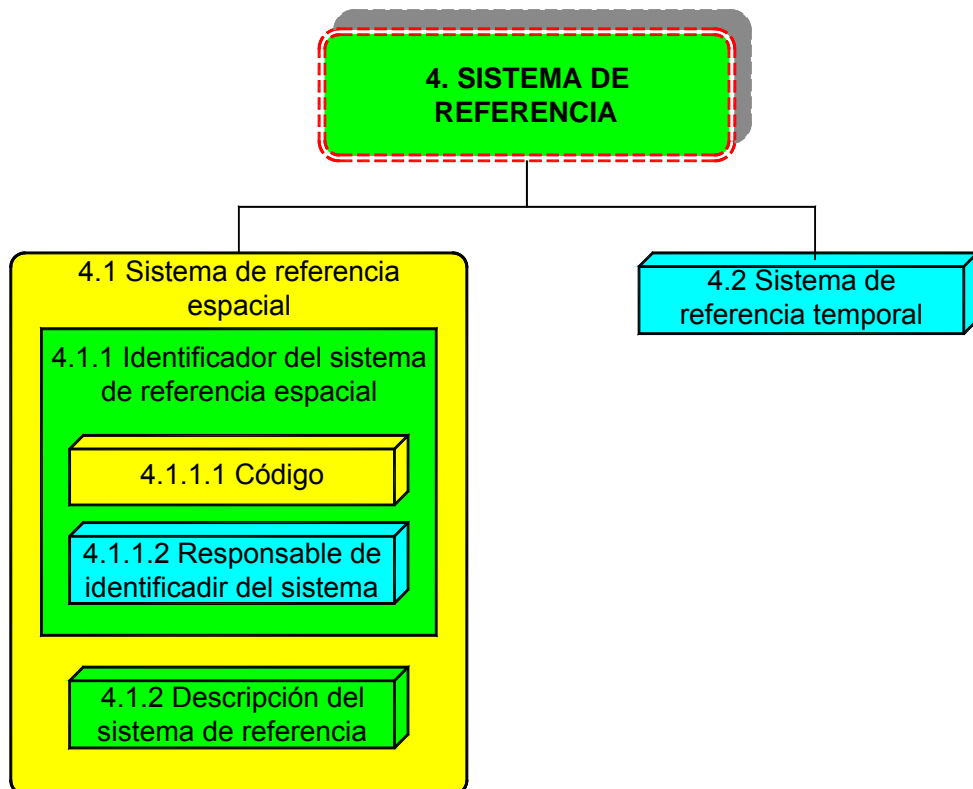 4. SISTEMA DE
REFERENCIA
4.1 Sistema de referencia
espacial
4.1.1 Identificador del sistema
de referencia espacial
4.1.1.1 Código
4.1.1.2 Responsable de
identificadir del sistema
4.1.2 Descripción del
sistema de referencia
4.2 Sistema de
referencia temporal